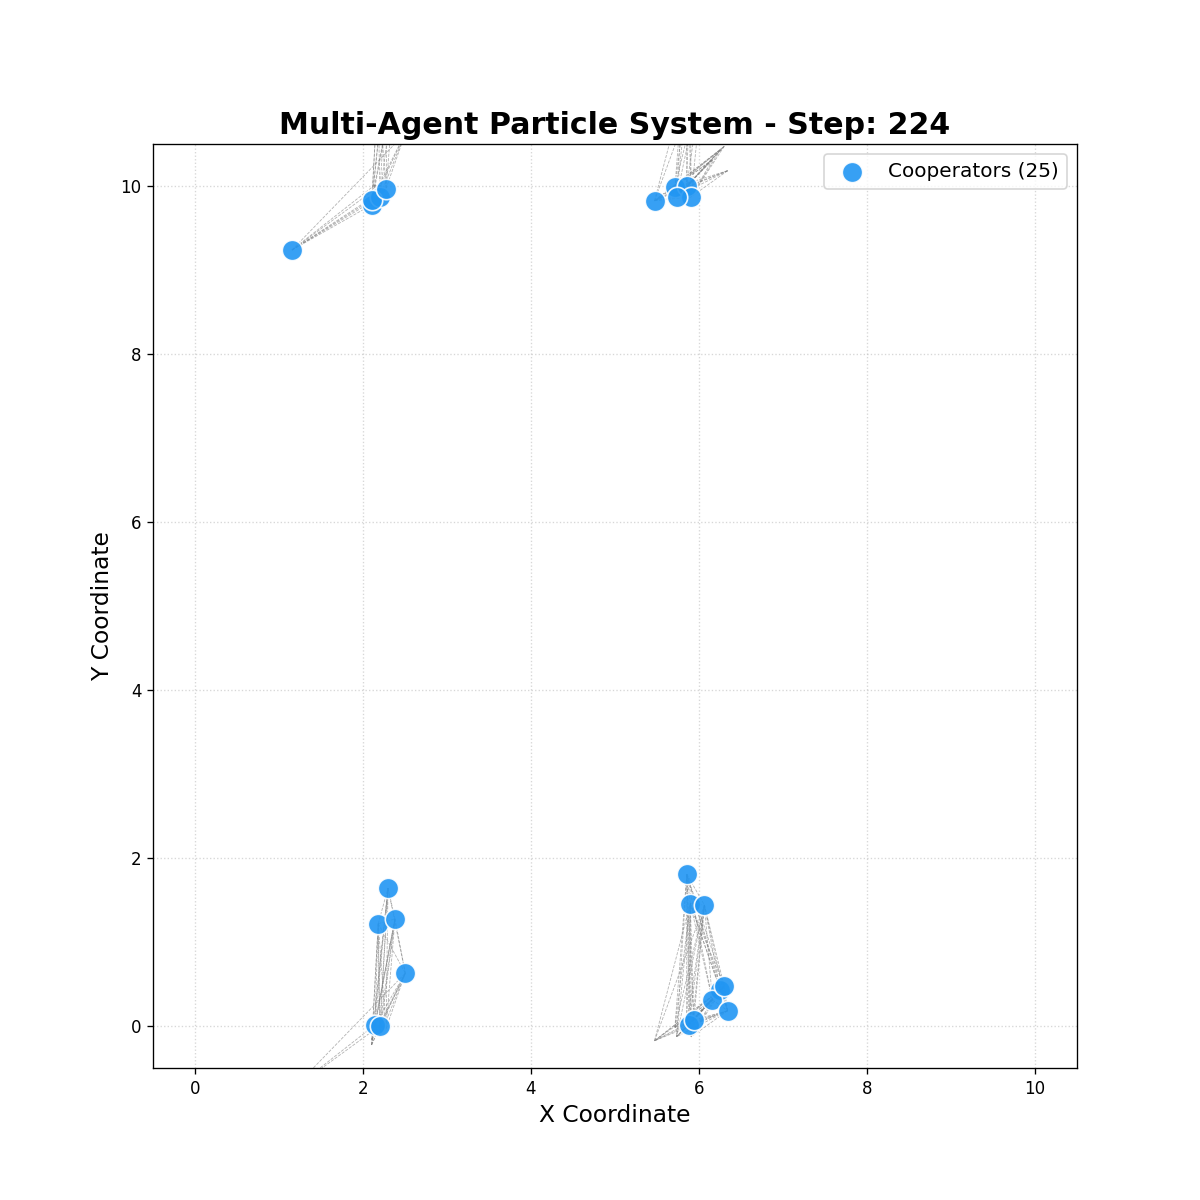 Multi-Agent Particle System - Step: 224
Cooperators (25)
10
8
6
4
2
0
Y Coordinate
0 2 4 6 8 10
X Coordinate